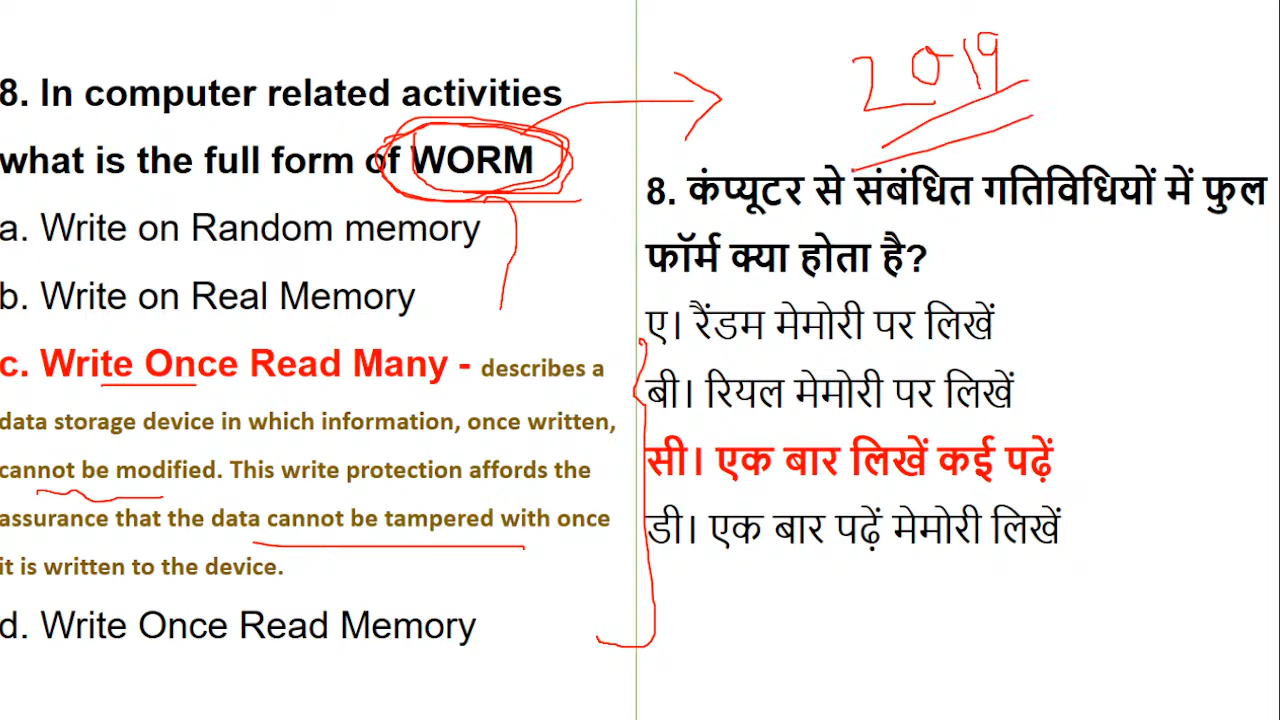 8. In computer related activities
what is the full form of WORM
a. Write on Random memory
b. Write on Real Memory
c. Write Once Read Many - describes a
data storage device in which information, once written,
cannot be modified. This write protection affords the
assurance that the data cannot be tampered with once
it is written to the device.
d. Write Once Read Memory
2019
8. कंप्यूटर से संबंधित गतिविधियों में फुल
फॉर्म क्या होता है?
ए। रैंडम मेमोरी पर लिखें
बी। रियल मेमोरी पर लिखें
सी। एक बार लिखें कई पढ़ें
डी। एक बार पढ़ें मेमोरी लिखें